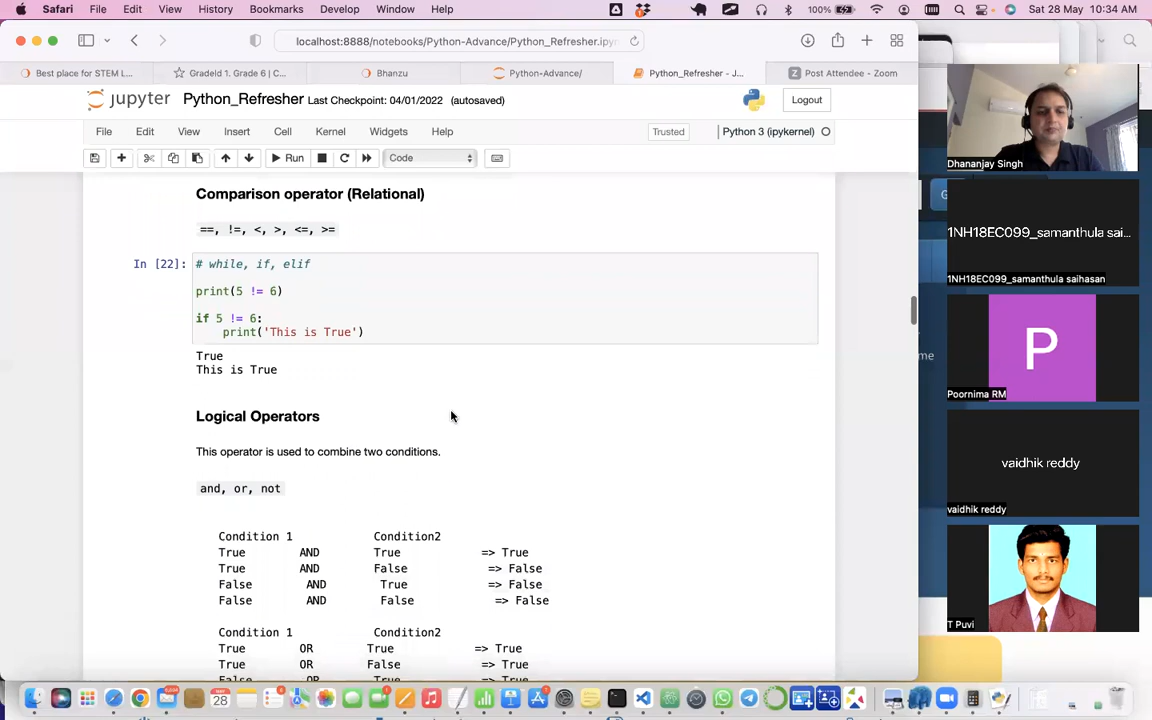 Safari File Edit View History Bookmarks Develop Window Help 100% Sat 28 May 10:34 AM
localhost:8888/notebooks/Python-Advance/Python_Refresher.ipyn
Best place for STEM L... GradeId 1. Grade 6 | C... Bhanzu Python-Advance/ Python_Refresher - J... Post Attendee - Zoom
jupyter Python_Refresher Last Checkpoint: 04/01/2022 (autosaved) Logout
File Edit View Insert Cell Kernel Widgets Help Trusted Python 3 (ipykernel)
Run Code
Comparison operator (Relational)
==, !=, <, >, <=, >=
In [22]: # while, if, elif
print(5 != 6)
if 5 != 6:
print('This is True')
True
This is True
Logical Operators
This operator is used to combine two conditions.
and, or, not
Condition 1 Condition2
True AND True => True
True AND False => False
False AND True => False
False AND False => False
Condition 1 Condition2
True OR True => True
True OR False => True
Dhananjay Singh
1NH18EC099_samanthula sai...
1NH18EC099_samanthula saihasan
me
P
Poornima RM
vaidhik reddy
vaidhik reddy
T Puvi